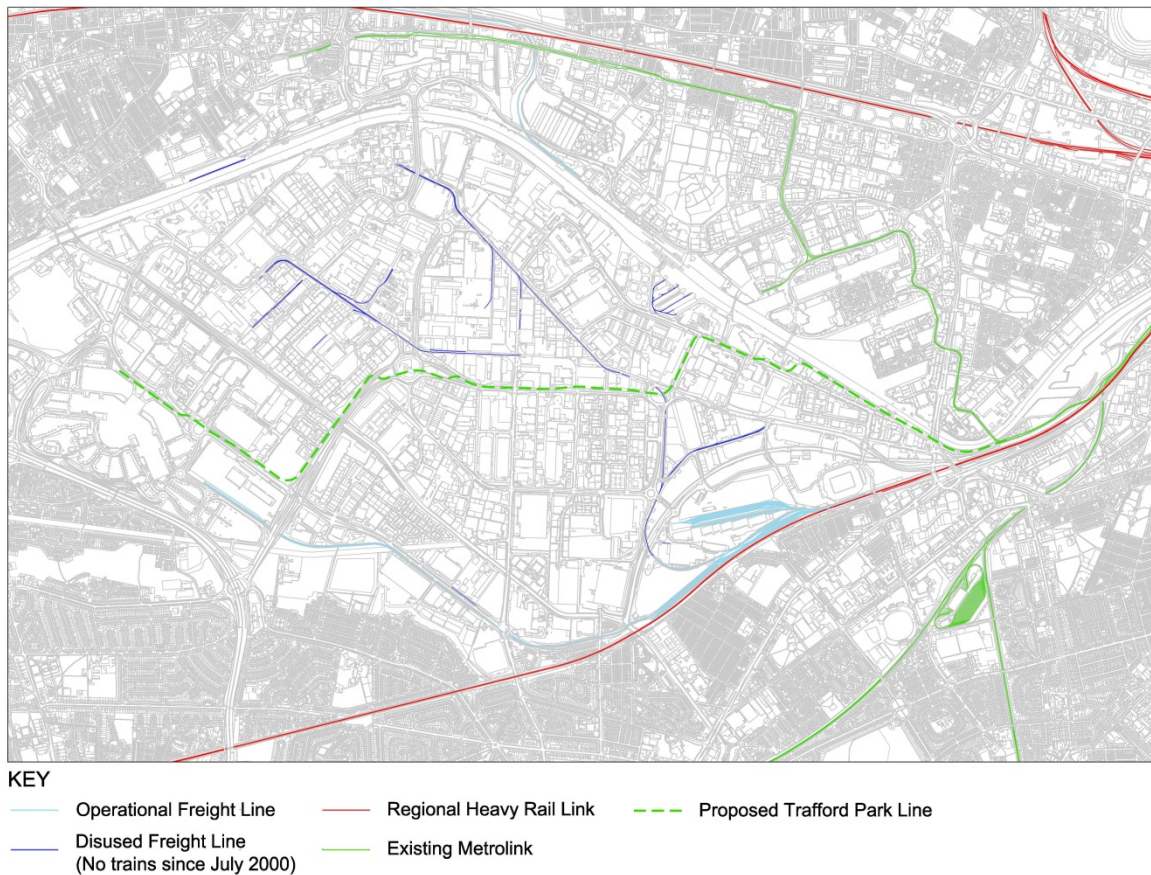 KEY
Operational Freight Line
Regional Heavy Rail Link
Proposed Trafford Park Line
Disused Freight Line
(No trains since July 2000)
Existing Metrolink